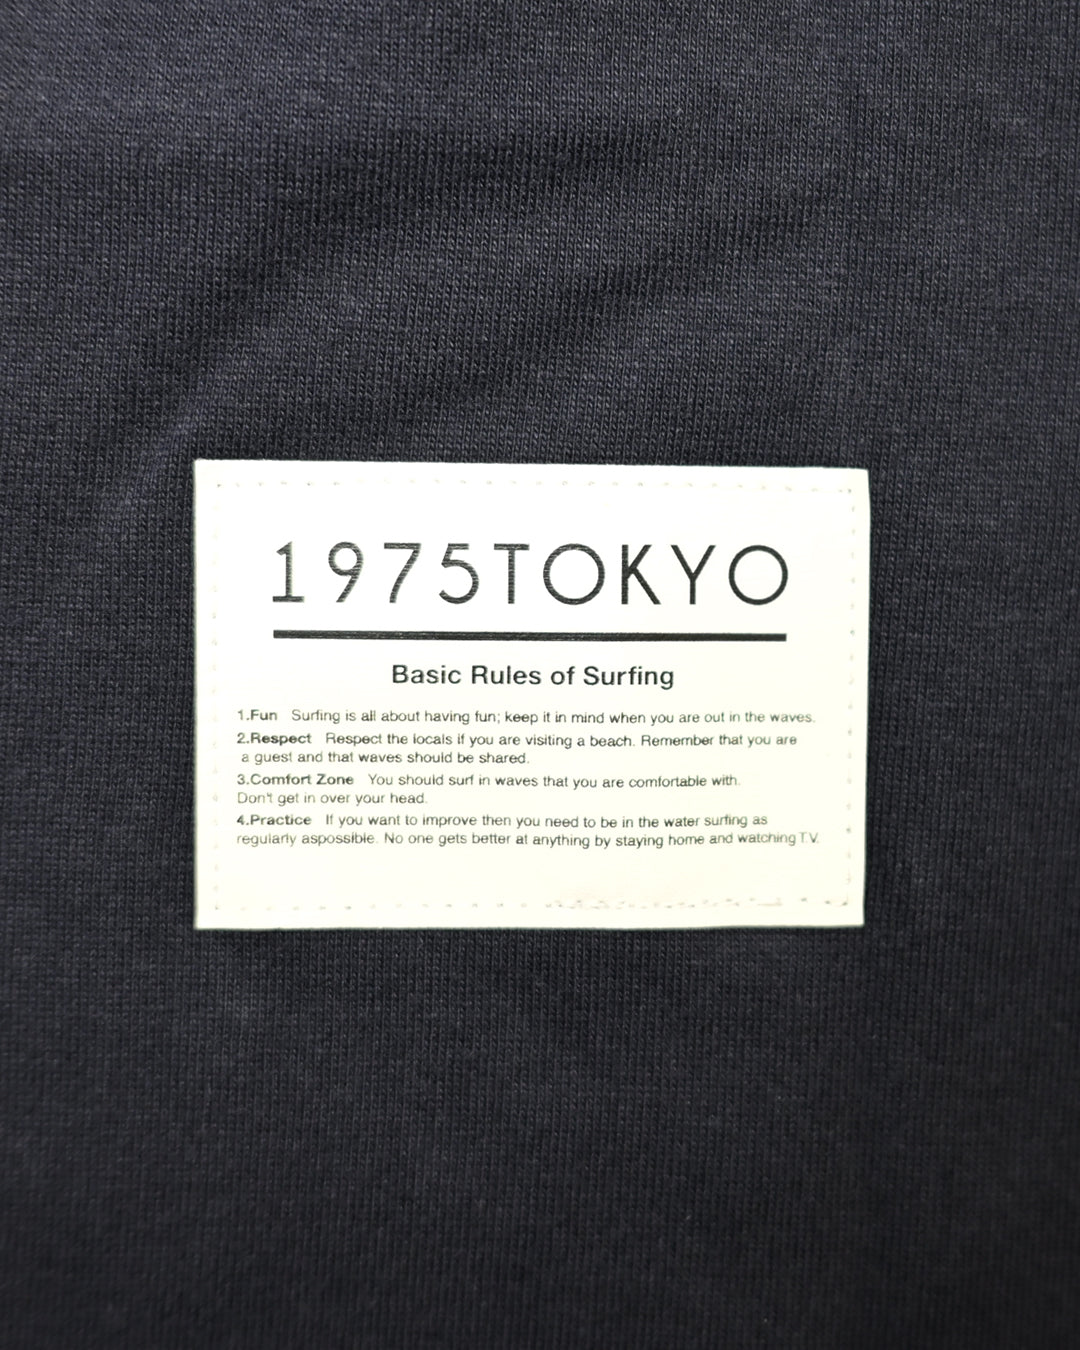 1975TOKYO
Basic Rules of Surfing
1.Fun Surfing is all about having fun; keep it in mind when you are out in the waves.
2.Respect Respect the locals if you are visiting a beach. Remember that you are
a guest and that waves should be shared.
3.Comfort Zone You should surf in waves that you are comfortable with.
Don't get in over your head.
4.Practice If you want to improve then you need to be in the water surfing as
regularly aspossible. No one gets better at anything by staying home and watching T.V.